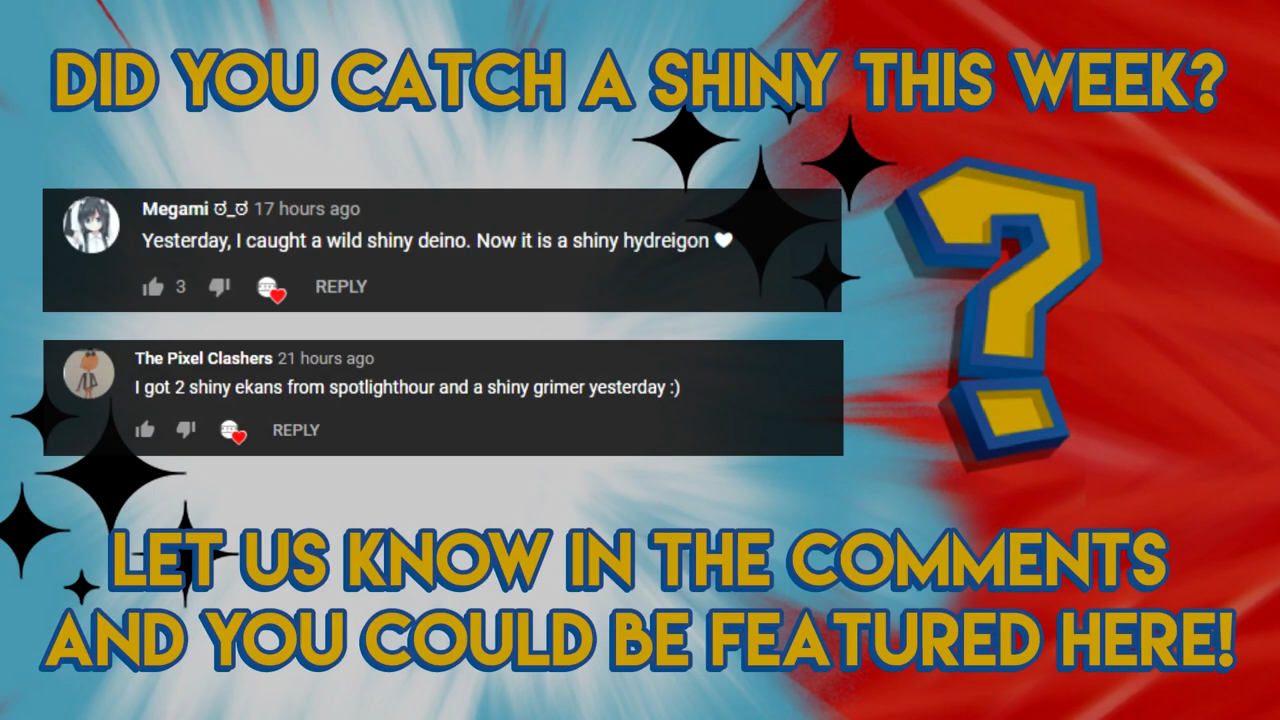 DID YOU CATCH A SHINY THIS WEEK?
Megami ಠ_ಠ 17 hours ago
Yesterday, I caught a wild shiny deino. Now it is a shiny hydreigon 🤍
3 REPLY
The Pixel Clashers 21 hours ago
I got 2 shiny ekans from spotlighthour and a shiny grimer yesterday :)
REPLY
?
LET US KNOW IN THE COMMENTS
AND YOU COULD BE FEATURED HERE!